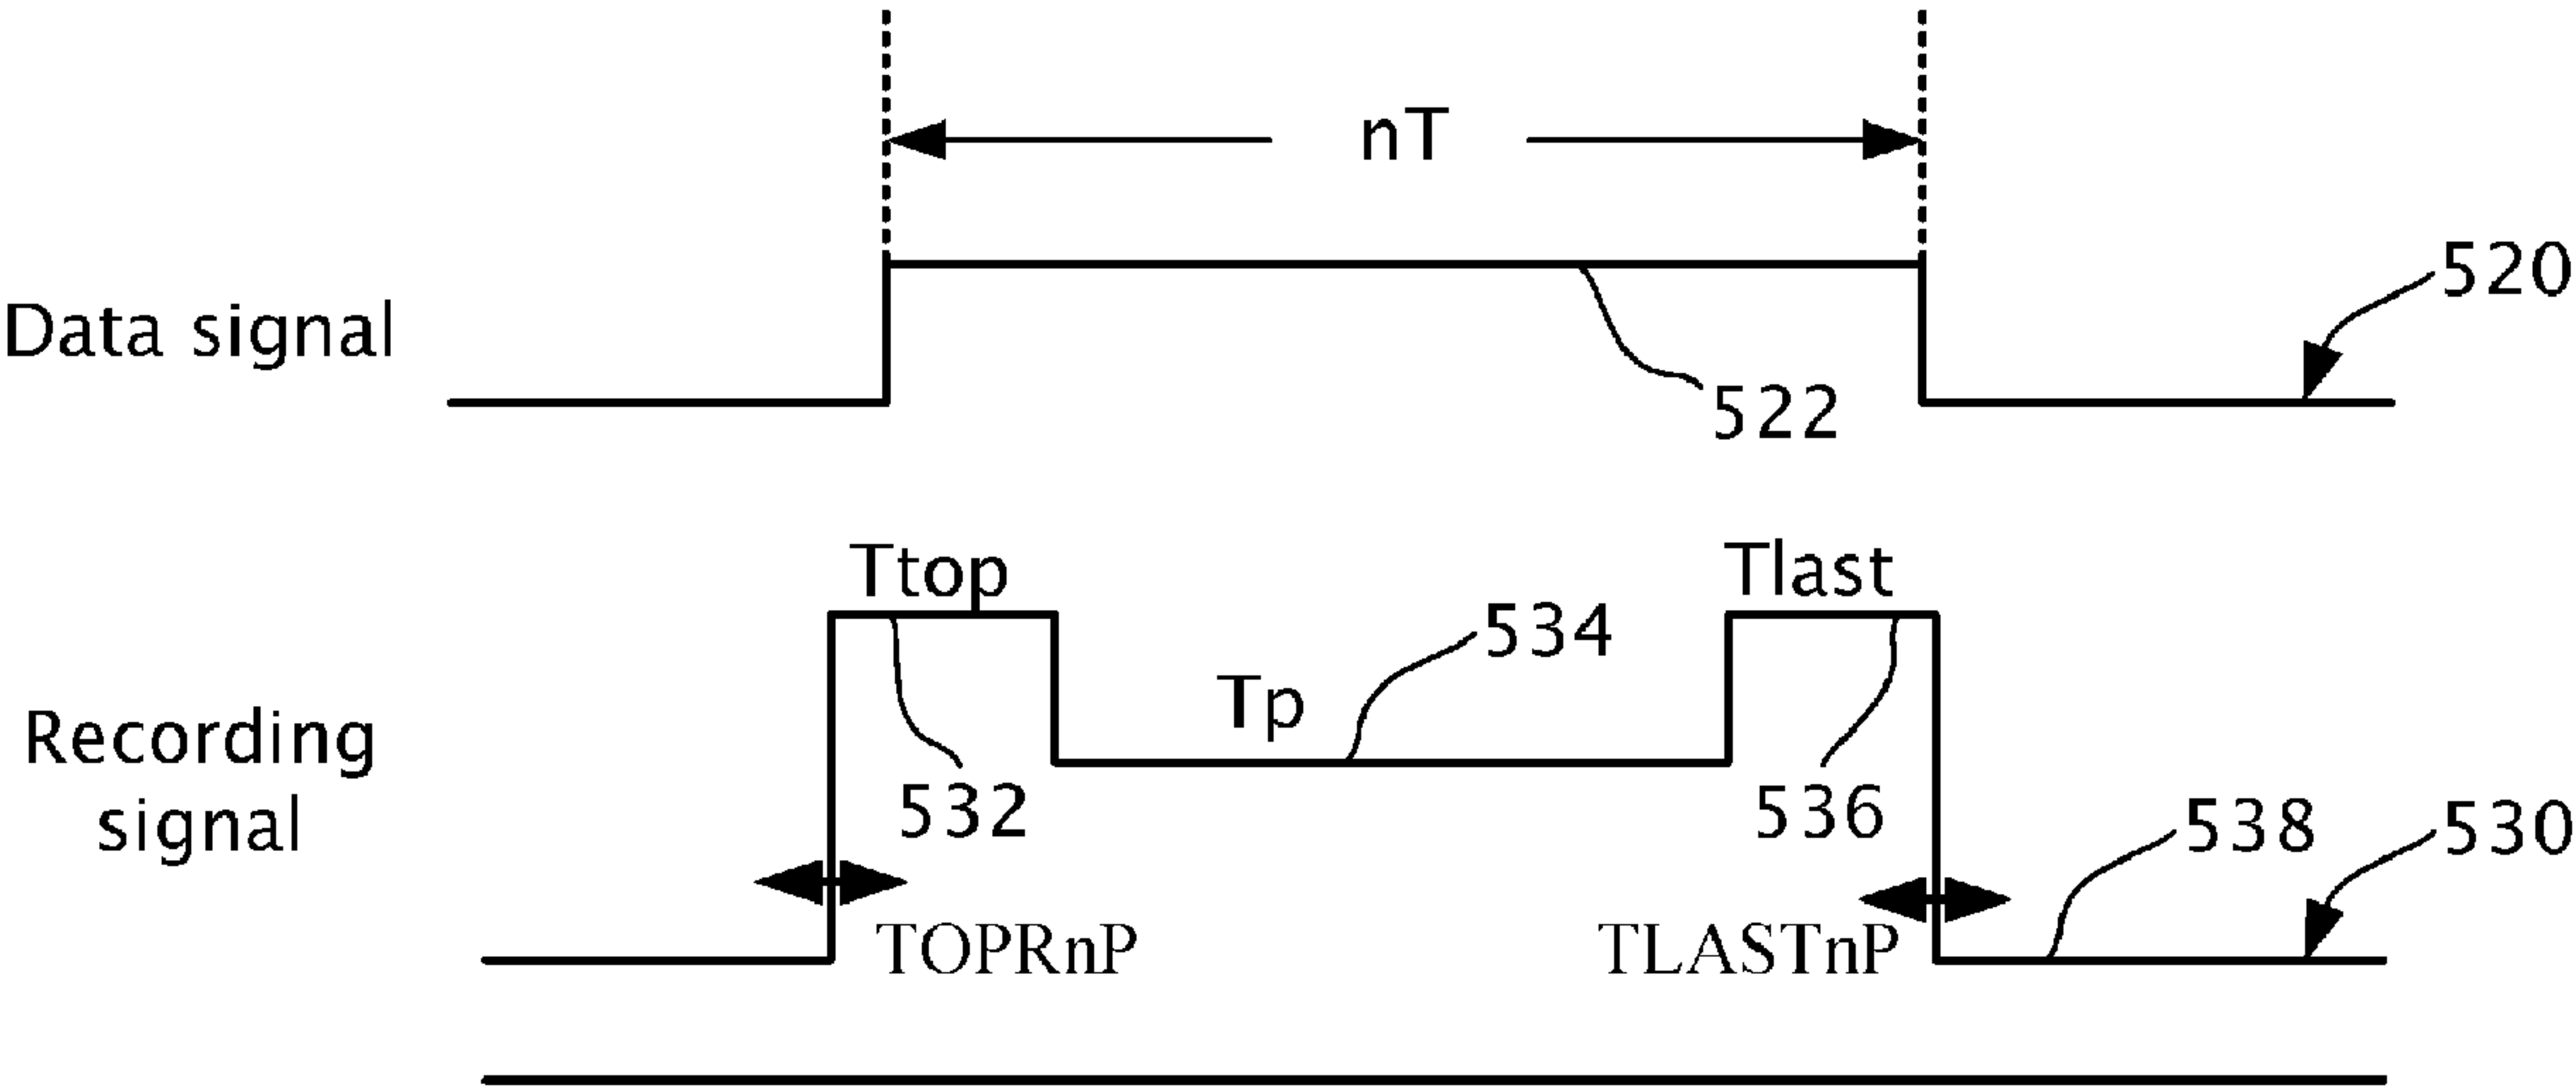 nT
520
Data signal
522
Ttop
Tlast
534
Tp
Recording
signal
532
536
538
530
TOPRnP
TLASTnP